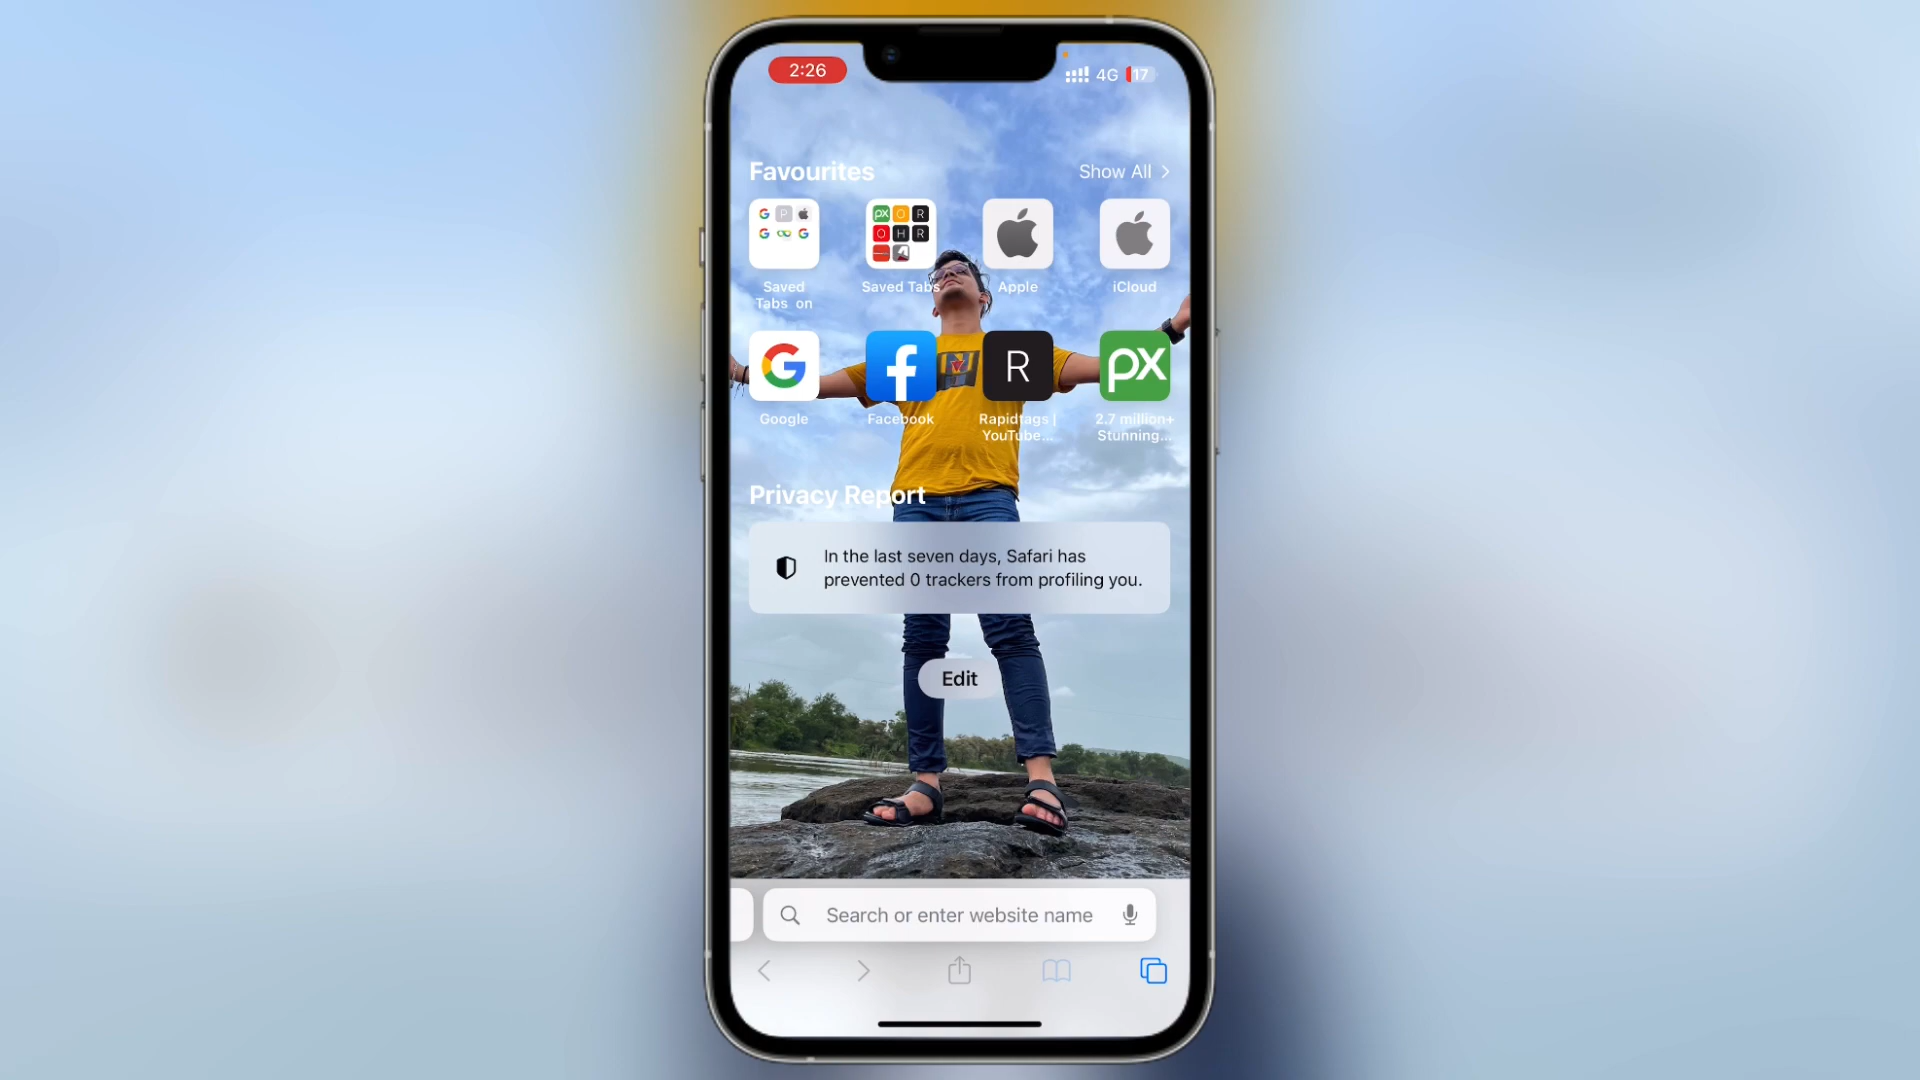 2:26
4G 17
Favourites
Show All >
Saved
Tabs on
Saved Tabs
Apple
iCloud
G
f
R
px
Google
Facebook
Rapidtags |
YouTube...
2.7 million+
Stunning...
Privacy Report
In the last seven days, Safari has
prevented 0 trackers from profiling you.
Edit
Search or enter website name